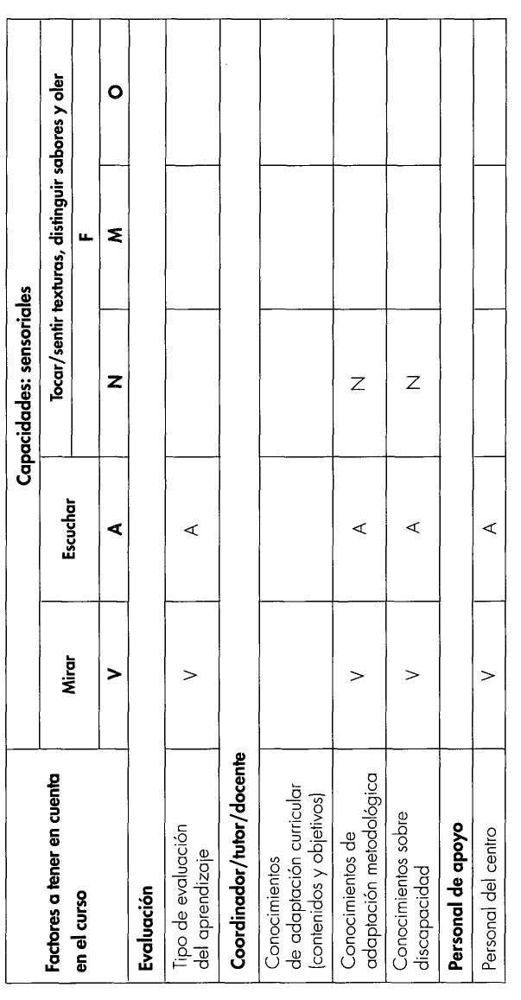 Capacidades: sensoriales
Factores a tener en cuenta
en el curso
Mirar
Escuchar
Tocar/sentir texturas, distinguir sabores y oler
F
V
A
N
M
O
Evaluación
Tipo de evaluación
del aprendizaje
V
A
Coordinador/tutor/docente
Conocimientos
de adaptación curricular
(contenidos y objetivos)
Conocimientos de
adaptación metodológica
V
A
N
Conocimientos sobre
discapacidad
V
A
N
Personal de apoyo
Personal del centro
V
A